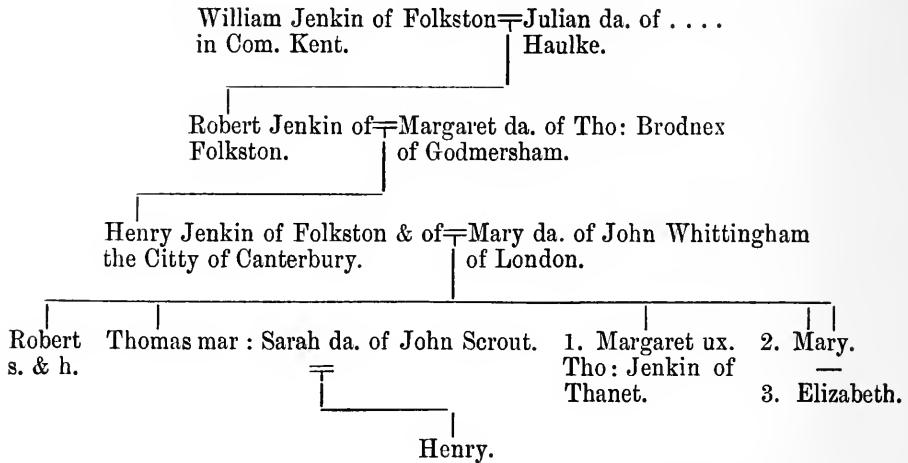 William Jenkin of Folkston Julian da. of . . . .
in Com. Kent. Haulke.
Robert Jenkin of Margaret da. of Tho: Brodnex
Folkston. of Godmersham.
Henry Jenkin of Folkston & of Mary da. of John Whittingham
the Citty of Canterbury. of London.
Robert Thomas mar : Sarah da. of John Scrout. 1. Margaret ux. 2. Mary.
s. & h. Tho: Jenkin of
Thanet. 3. Elizabeth.
Henry.